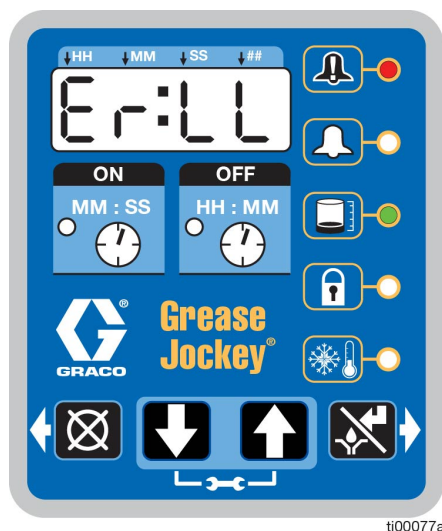 HH MM SS ##
Er:LL
ON OFF
MM : SS HH : MM
GRACO®
Grease
Jockey®
ti00077a